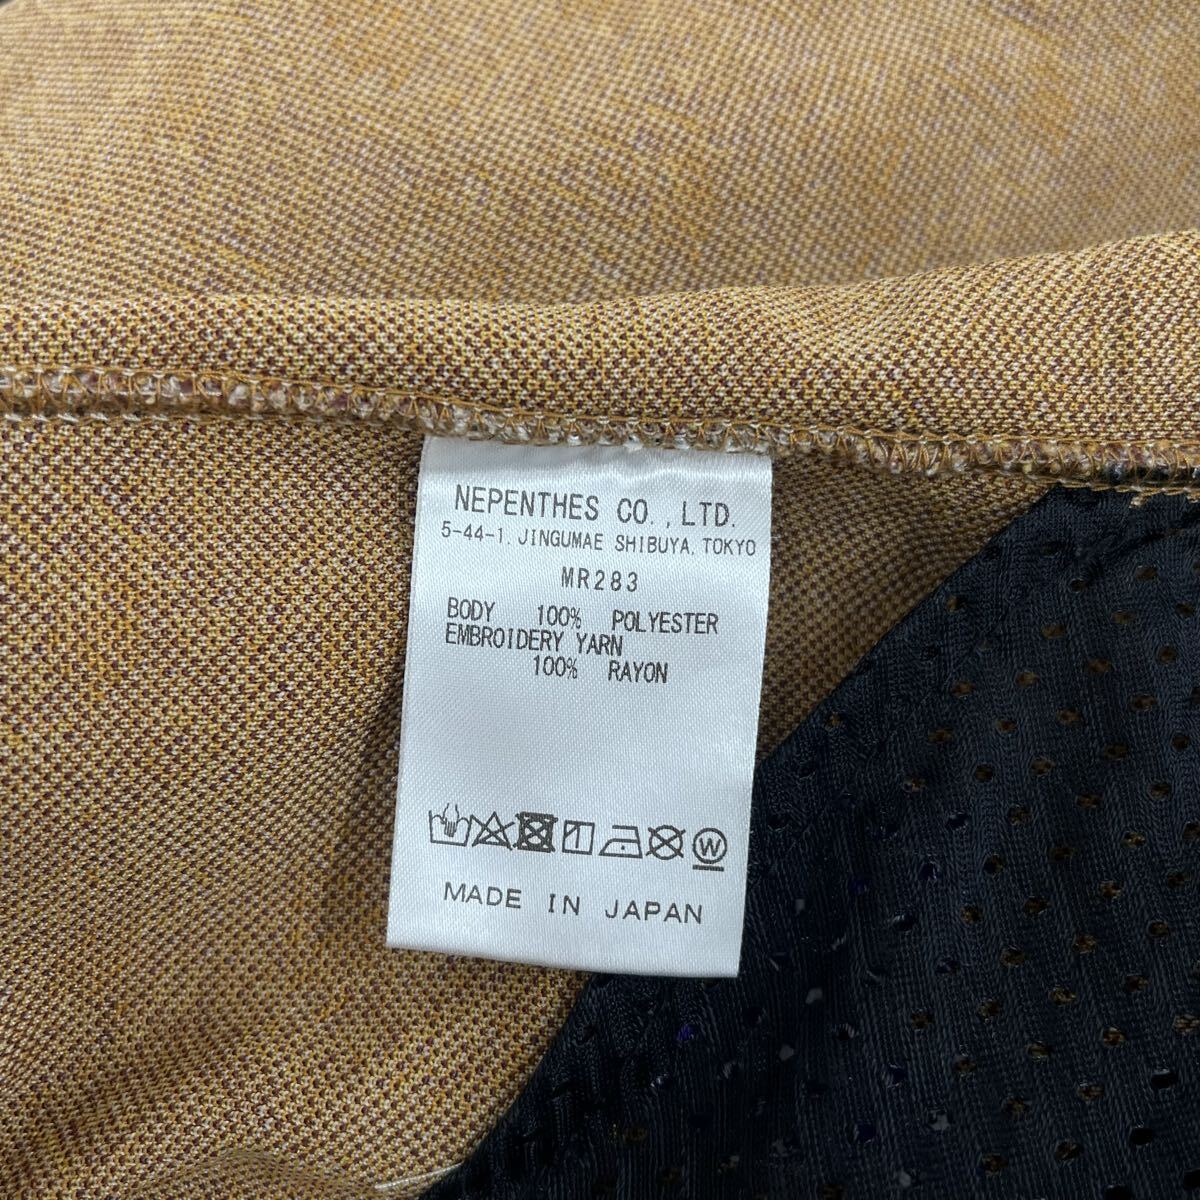 NEPENTHES CO., LTD.
5-44-1, JINGUMAE SHIBUYA, TOKYO
MR283
BODY 100% POLYESTER
EMBROIDERY YARN
100% RAYON
W
MADE IN JAPAN